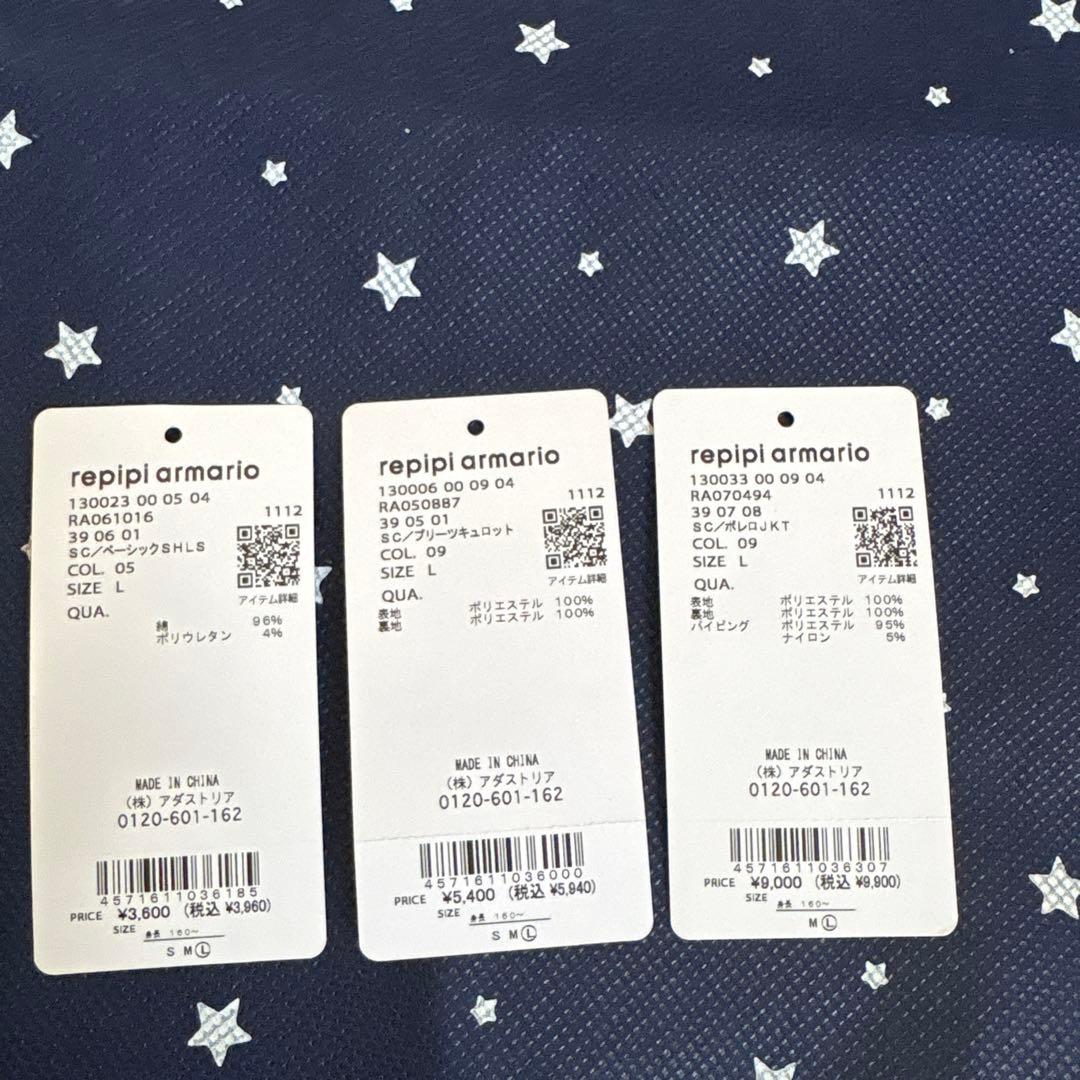 repipi armario
130023 00 05 04
RA061016
1112
39 06 01
SC／ベーシックSHLS
COL. 05
SIZE L
アイテム詳細
QUA.
綿 96%
ポリウレタン 4%
MADE IN CHINA
（株）アダストリア
0120-601-162
4571611036185
PRICE ¥3,600 （税込 ¥3,960）
SIZE 身長 160～
S M L
repipi armario
130006 00 09 04
RA050887
1112
39 05 01
SC／プリーツキュロット
COL. 09
SIZE L
アイテム詳細
QUA.
表地 ポリエステル 100%
裏地 ポリエステル 100%
MADE IN CHINA
（株）アダストリア
0120-601-162
4571611036000
PRICE ¥5,400 （税込 ¥5,940）
SIZE 身長 160～
S M L
repipi armario
130033 00 09 04
RA070494
1112
39 07 08
SC／ボレロJKT
COL. 09
SIZE L
アイテム詳細
QUA.
表地 ポリエステル 100%
裏地 ポリエステル 100%
パイピング ポリエステル 95%
ナイロン 5%
MADE IN CHINA
（株）アダストリア
0120-601-162
4571611036307
PRICE ¥9,000 （税込 ¥9,900）
SIZE 身長 160～
M L